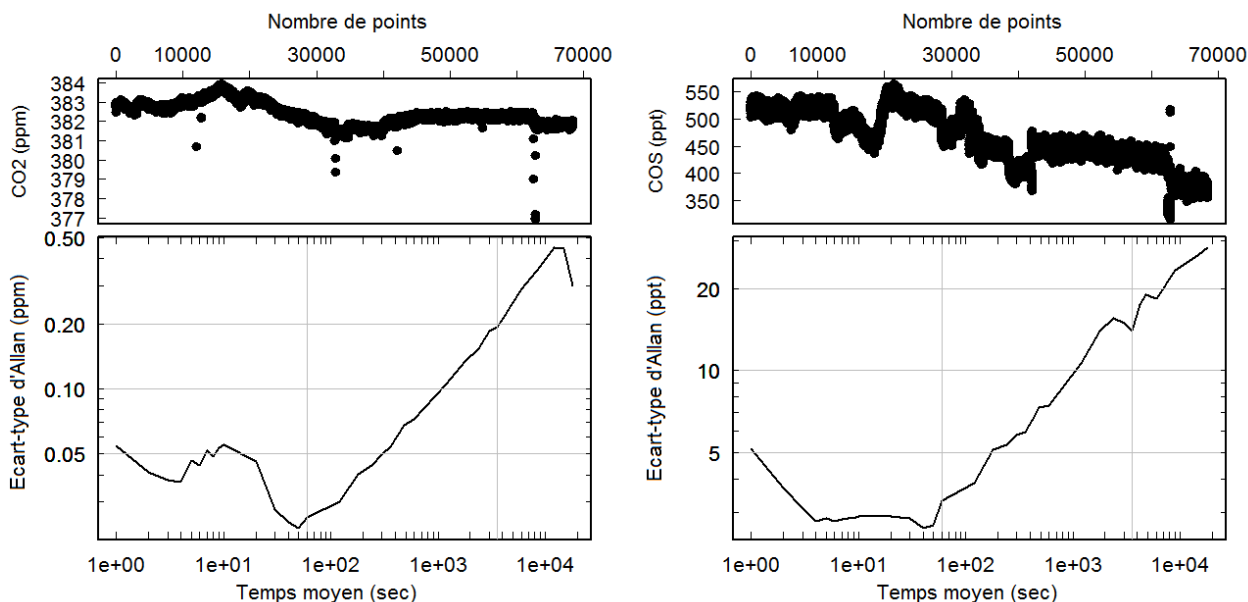 Nombre de points
0 10000 30000 50000 70000
CO2 (ppm)
384
383
382
381
380
379
378
377
Ecart-type d'Allan (ppm)
0.50
0.20
0.10
0.05
1e+00 1e+01 1e+02 1e+03 1e+04
Temps moyen (sec)
Nombre de points
0 10000 30000 50000 70000
COS (ppt)
550
450
400
350
Ecart-type d'Allan (ppt)
20
10
5
1e+00 1e+01 1e+02 1e+03 1e+04
Temps moyen (sec)